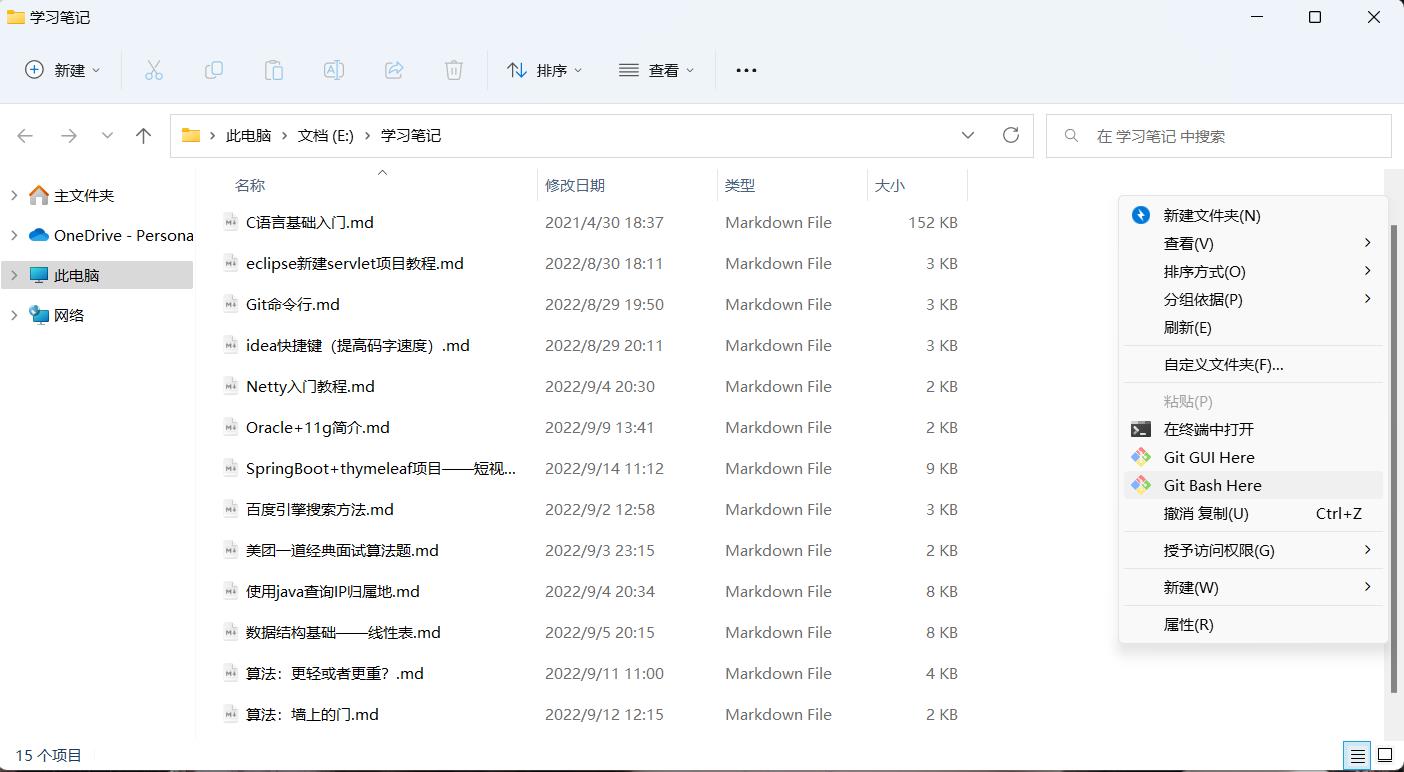 学习笔记
新建
排序
查看
此电脑 文档 (E:) 学习笔记
在 学习笔记 中搜索
主文件夹
OneDrive - Persona
此电脑
网络
名称 修改日期 类型 大小
C语言基础入门.md 2021/4/30 18:37 Markdown File 152 KB
eclipse新建servlet项目教程.md 2022/8/30 18:11 Markdown File 3 KB
Git命令行.md 2022/8/29 19:50 Markdown File 3 KB
idea快捷键（提高码字速度）.md 2022/8/29 20:11 Markdown File 3 KB
Netty入门教程.md 2022/9/4 20:30 Markdown File 2 KB
Oracle+11g简介.md 2022/9/9 13:41 Markdown File 2 KB
SpringBoot+thymeleaf项目——短视... 2022/9/14 11:12 Markdown File 9 KB
百度引擎搜索方法.md 2022/9/2 12:58 Markdown File 3 KB
美团一道经典面试算法题.md 2022/9/3 23:15 Markdown File 2 KB
使用java查询IP归属地.md 2022/9/4 20:34 Markdown File 8 KB
数据结构基础——线性表.md 2022/9/5 20:15 Markdown File 8 KB
算法：更轻或者更重？.md 2022/9/11 11:00 Markdown File 4 KB
算法：墙上的门.md 2022/9/12 12:15 Markdown File 2 KB
新建文件夹(N)
查看(V)
排序方式(O)
分组依据(P)
刷新(E)
自定义文件夹(F)...
粘贴(P)
在终端中打开
Git GUI Here
Git Bash Here
撤消 复制(U) Ctrl+Z
授予访问权限(G)
新建(W)
属性(R)
15 个项目